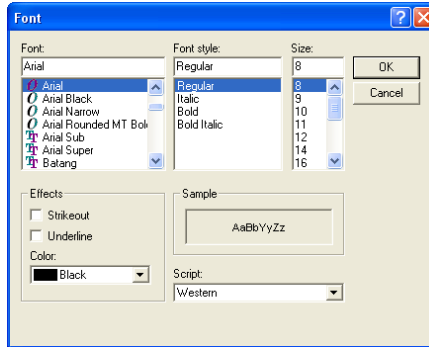 Font
Font: Font style: Size:
Arial Regular 8 OK
Arial Regular 8 Cancel
Arial Black Italic 9
Arial Narrow Bold 10
Arial Rounded MT Bol Bold Italic 11
Arial Sub 12
Arial Super 14
Batang 16
Effects Sample
Strikeout
Underline AaBbYyZz
Color:
Black Script:
Western